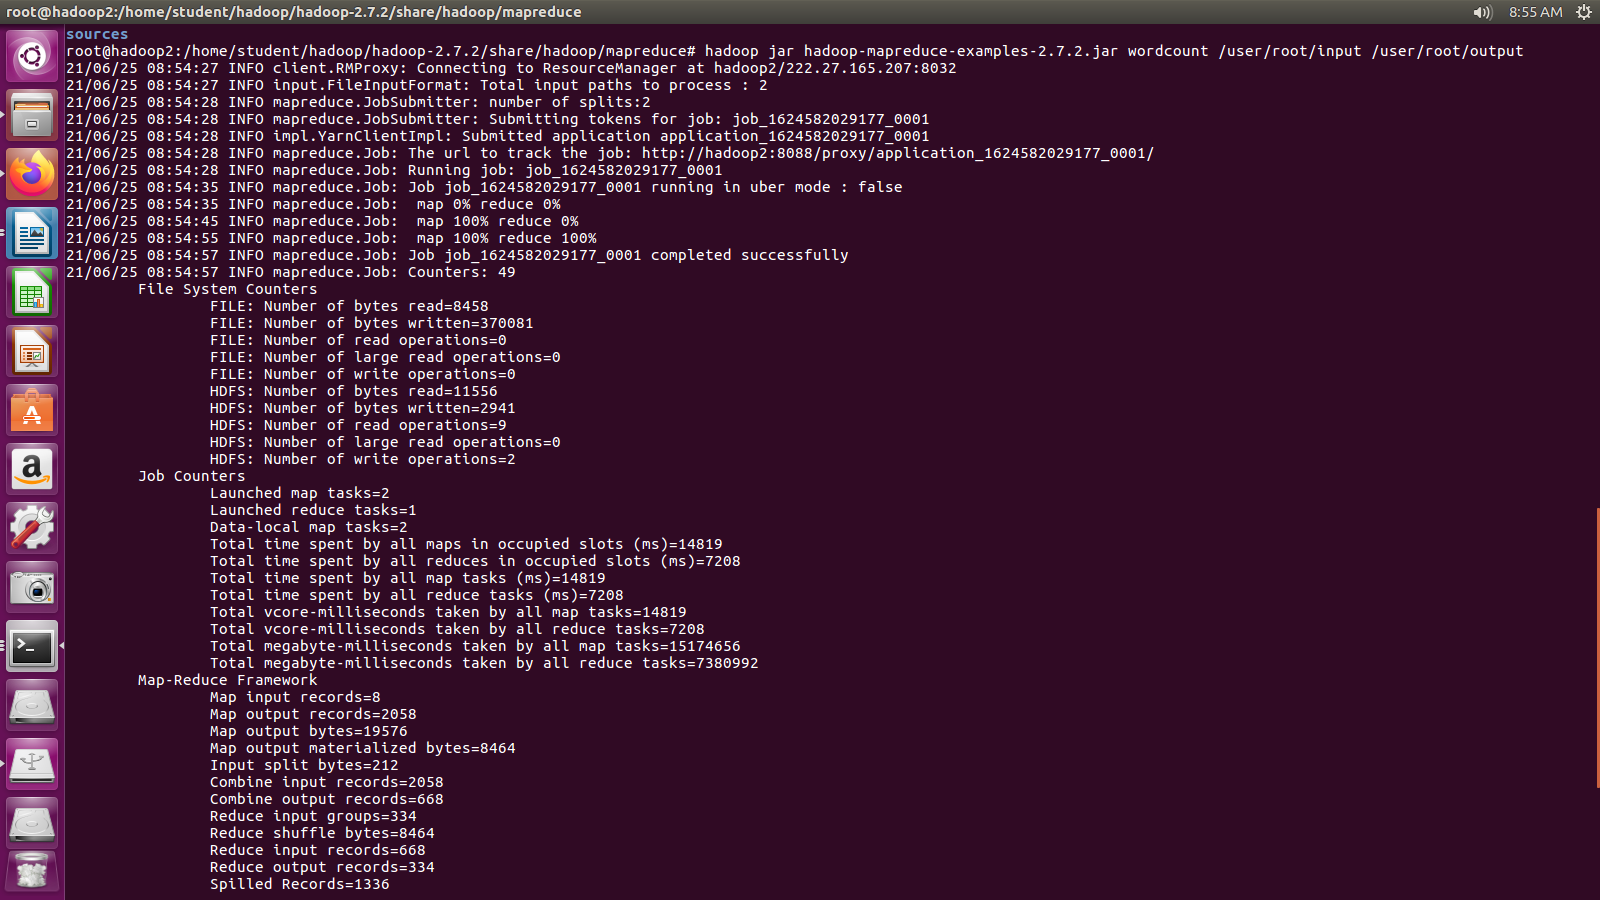 root@hadoop2:/home/student/hadoop/hadoop-2.7.2/share/hadoop/mapreduce
8:55 AM
sources
root@hadoop2:/home/student/hadoop/hadoop-2.7.2/share/hadoop/mapreduce# hadoop jar hadoop-mapreduce-examples-2.7.2.jar wordcount /user/root/input /user/root/output
21/06/25 08:54:27 INFO client.RMProxy: Connecting to ResourceManager at hadoop2/222.27.165.207:8032
21/06/25 08:54:27 INFO input.FileInputFormat: Total input paths to process : 2
21/06/25 08:54:28 INFO mapreduce.JobSubmitter: number of splits:2
21/06/25 08:54:28 INFO mapreduce.JobSubmitter: Submitting tokens for job: job_1624582029177_0001
21/06/25 08:54:28 INFO impl.YarnClientImpl: Submitted application application_1624582029177_0001
21/06/25 08:54:28 INFO mapreduce.Job: The url to track the job: http://hadoop2:8088/proxy/application_1624582029177_0001/
21/06/25 08:54:28 INFO mapreduce.Job: Running job: job_1624582029177_0001
21/06/25 08:54:35 INFO mapreduce.Job: Job job_1624582029177_0001 running in uber mode : false
21/06/25 08:54:35 INFO mapreduce.Job:  map 0% reduce 0%
21/06/25 08:54:45 INFO mapreduce.Job:  map 100% reduce 0%
21/06/25 08:54:55 INFO mapreduce.Job:  map 100% reduce 100%
21/06/25 08:54:57 INFO mapreduce.Job: Job job_1624582029177_0001 completed successfully
21/06/25 08:54:57 INFO mapreduce.Job: Counters: 49
File System Counters
FILE: Number of bytes read=8458
FILE: Number of bytes written=370081
FILE: Number of read operations=0
FILE: Number of large read operations=0
FILE: Number of write operations=0
HDFS: Number of bytes read=11556
HDFS: Number of bytes written=2941
HDFS: Number of read operations=9
HDFS: Number of large read operations=0
HDFS: Number of write operations=2
Job Counters
Launched map tasks=2
Launched reduce tasks=1
Data-local map tasks=2
Total time spent by all maps in occupied slots (ms)=14819
Total time spent by all reduces in occupied slots (ms)=7208
Total time spent by all map tasks (ms)=14819
Total time spent by all reduce tasks (ms)=7208
Total vcore-milliseconds taken by all map tasks=14819
Total vcore-milliseconds taken by all reduce tasks=7208
Total megabyte-milliseconds taken by all map tasks=15174656
Total megabyte-milliseconds taken by all reduce tasks=7380992
Map-Reduce Framework
Map input records=8
Map output records=2058
Map output bytes=19576
Map output materialized bytes=8464
Input split bytes=212
Combine input records=2058
Combine output records=668
Reduce input groups=334
Reduce shuffle bytes=8464
Reduce input records=668
Reduce output records=334
Spilled Records=1336